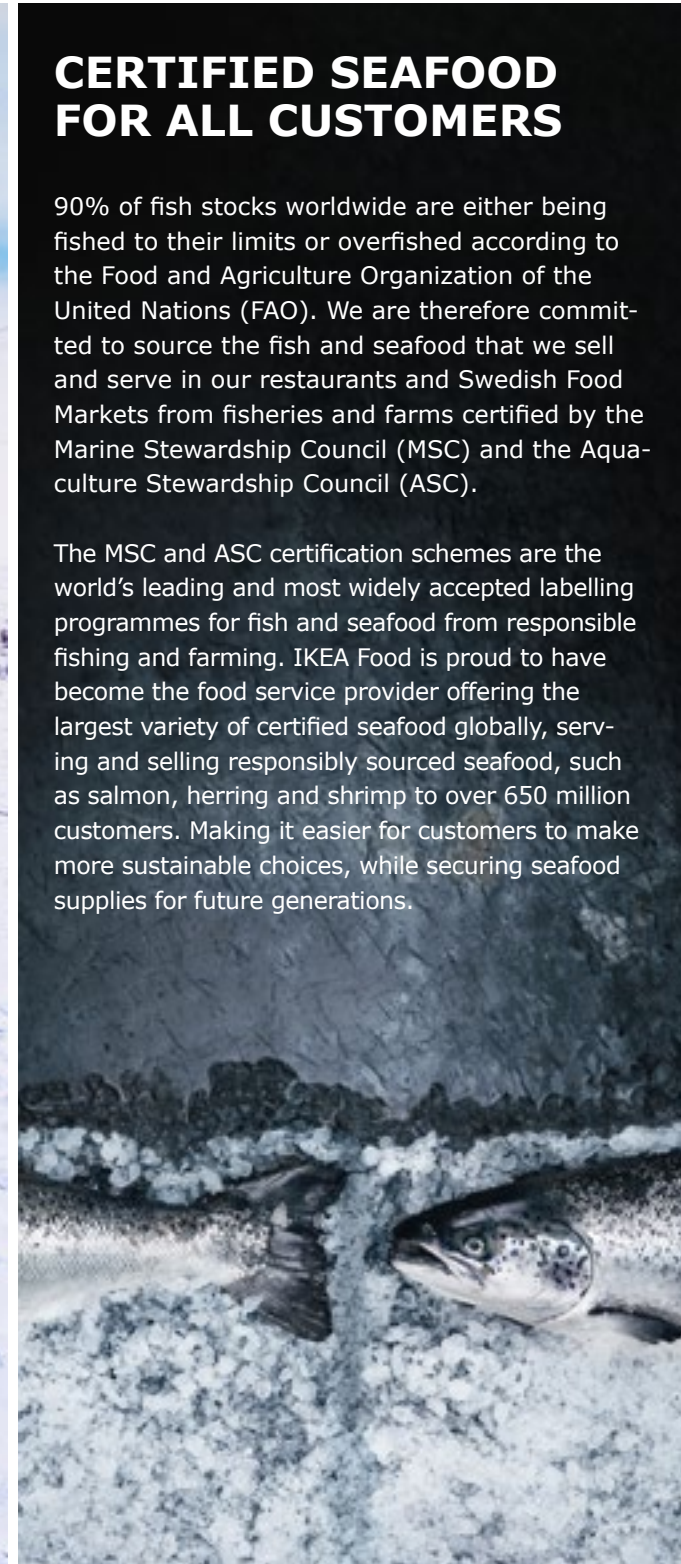 CERTIFIED SEAFOOD
FOR ALL CUSTOMERS
90% of fish stocks worldwide are either being
fished to their limits or overfished according to
the Food and Agriculture Organization of the
United Nations (FAO). We are therefore commit-
ted to source the fish and seafood that we sell
and serve in our restaurants and Swedish Food
Markets from fisheries and farms certified by the
Marine Stewardship Council (MSC) and the Aqua-
culture Stewardship Council (ASC).
The MSC and ASC certification schemes are the
world’s leading and most widely accepted labelling
programmes for fish and seafood from responsible
fishing and farming. IKEA Food is proud to have
become the food service provider offering the
largest variety of certified seafood globally, serv-
ing and selling responsibly sourced seafood, such
as salmon, herring and shrimp to over 650 million
customers. Making it easier for customers to make
more sustainable choices, while securing seafood
supplies for future generations.